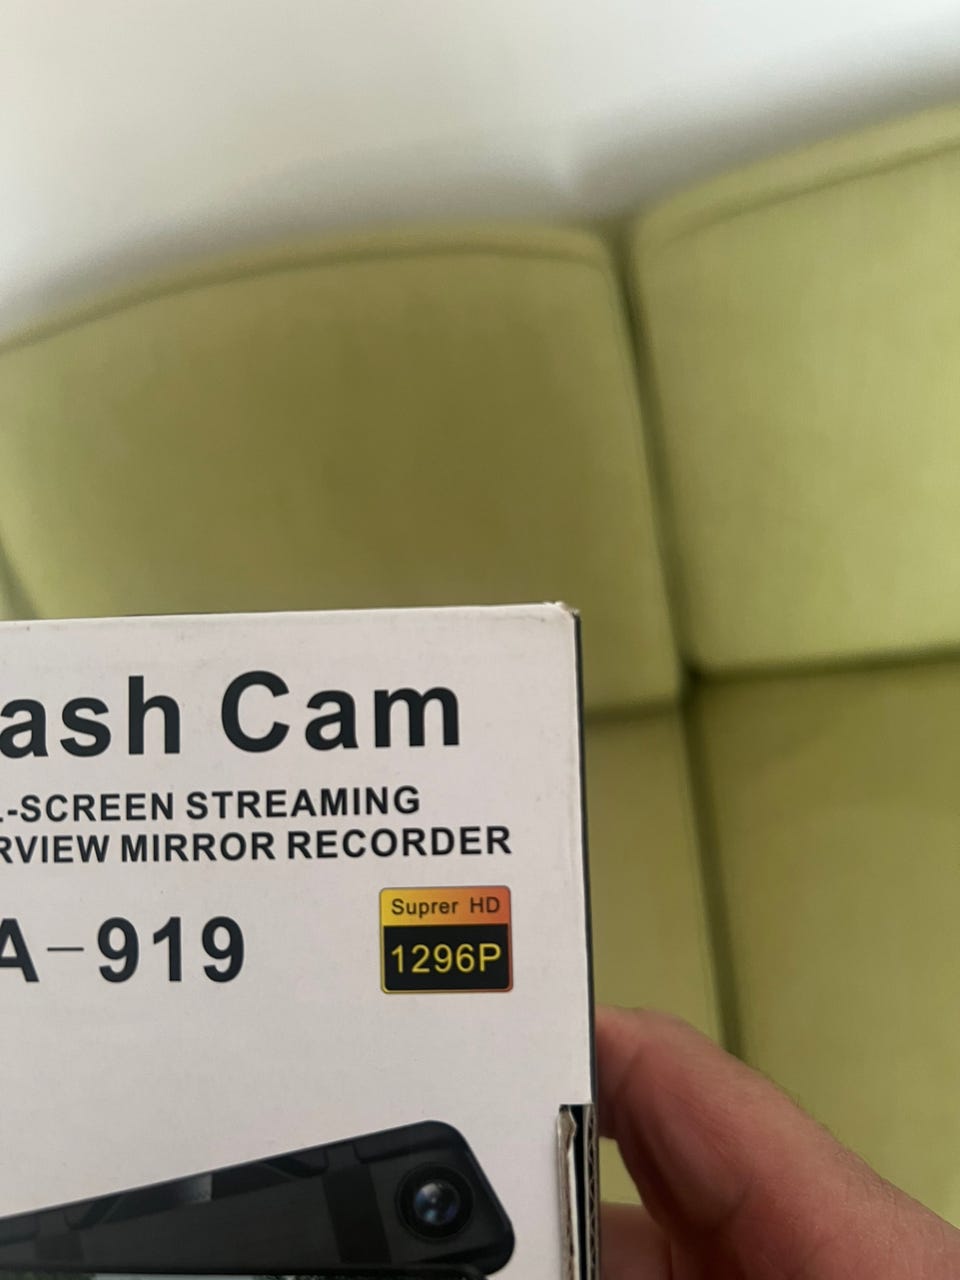 ash Cam
L-SCREEN STREAMING
RVIEW MIRROR RECORDER
A-919
Suprer HD
1296P